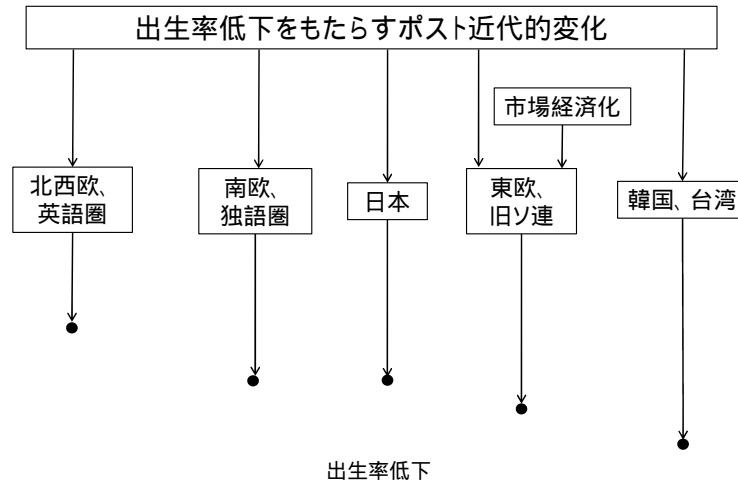 出生率低下をもたらすポスト近代的変化
市場経済化
北西欧、
英語圏
南欧、
独語圏
日本
東欧、
旧ソ連
韓国、台湾
出生率低下